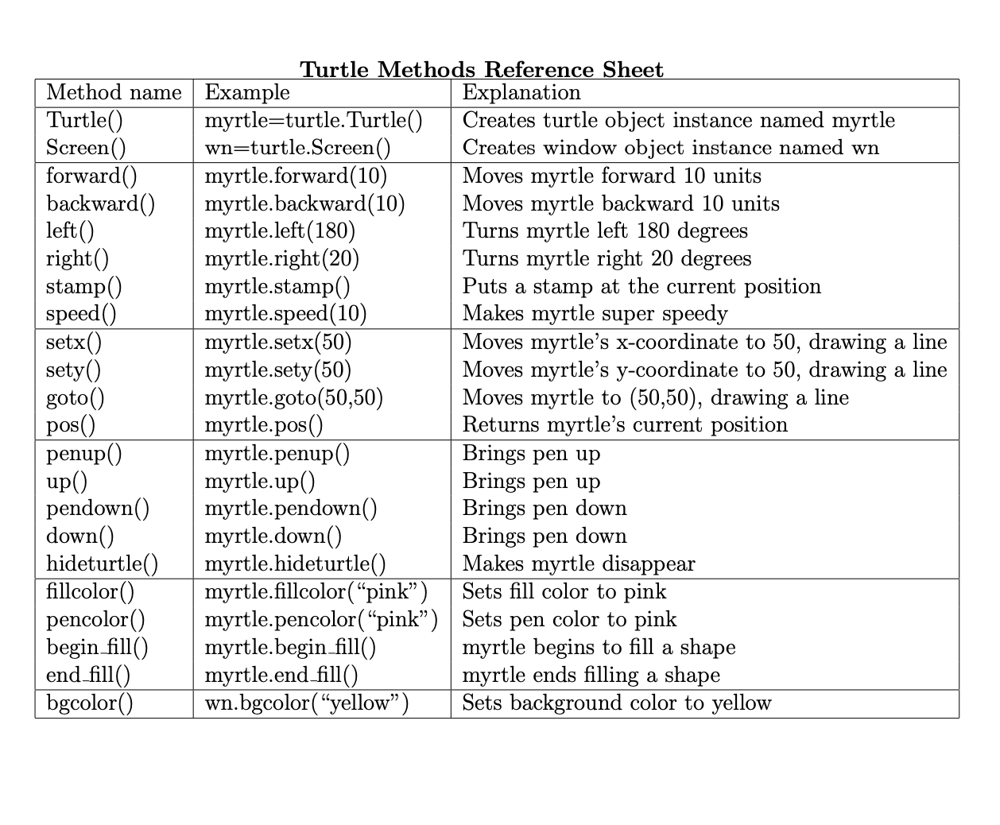 Turtle Methods Reference Sheet
Method name Example Explanation
Turtle() myrtle=turtle.Turtle() Creates turtle object instance named myrtle
Screen() wn=turtle.Screen() Creates window object instance named wn
forward() myrtle.forward(10) Moves myrtle forward 10 units
backward() myrtle.backward(10) Moves myrtle backward 10 units
left() myrtle.left(180) Turns myrtle left 180 degrees
right() myrtle.right(20) Turns myrtle right 20 degrees
stamp() myrtle.stamp() Puts a stamp at the current position
speed() myrtle.speed(10) Makes myrtle super speedy
setx() myrtle.setx(50) Moves myrtle’s x-coordinate to 50, drawing a line
sety() myrtle.sety(50) Moves myrtle’s y-coordinate to 50, drawing a line
goto() myrtle.goto(50,50) Moves myrtle to (50,50), drawing a line
pos() myrtle.pos() Returns myrtle’s current position
penup() myrtle.penup() Brings pen up
up() myrtle.up() Brings pen up
pendown() myrtle.pendown() Brings pen down
down() myrtle.down() Brings pen down
hideturtle() myrtle.hideturtle() Makes myrtle disappear
fillcolor() myrtle.fillcolor(“pink”) Sets fill color to pink
pencolor() myrtle.pencolor(“pink”) Sets pen color to pink
begin_fill() myrtle.begin_fill() myrtle begins to fill a shape
end_fill() myrtle.end_fill() myrtle ends filling a shape
bgcolor() wn.bgcolor(“yellow”) Sets background color to yellow